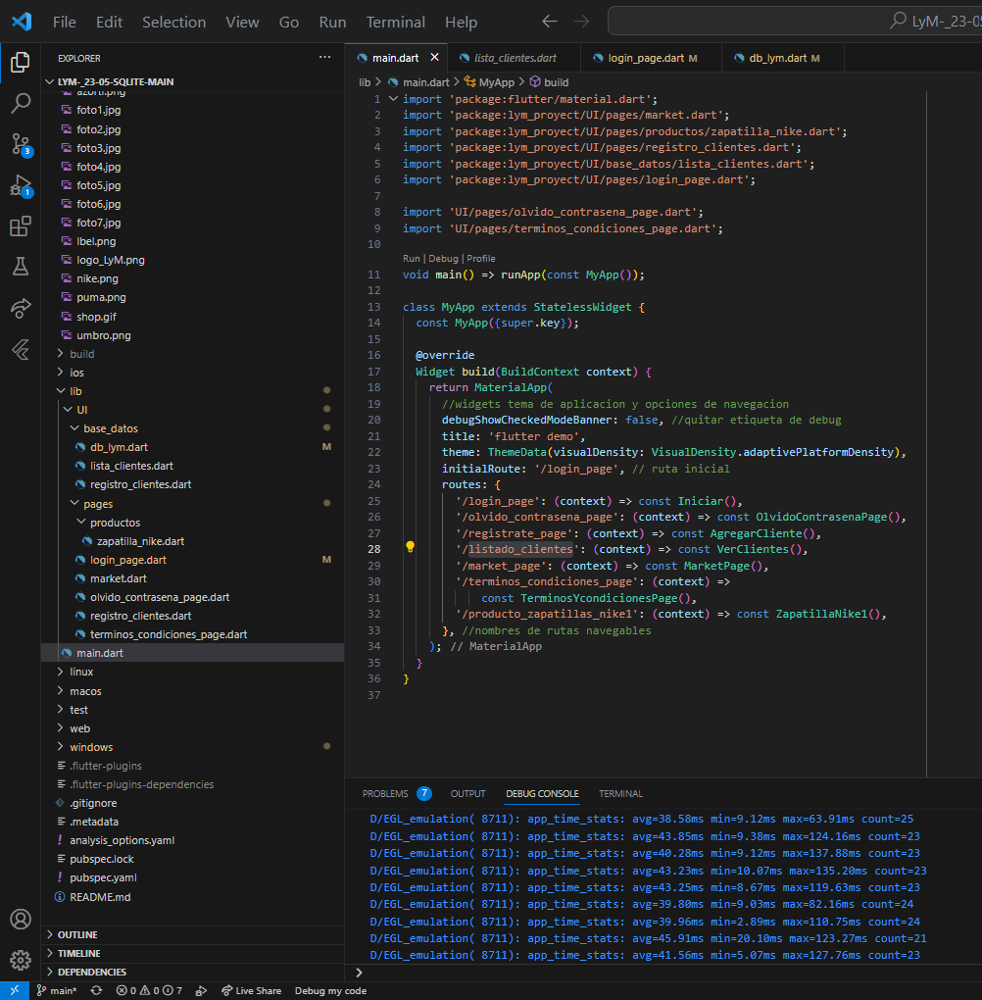 File Edit Selection View Go Run Terminal Help
LyM-_23-05
EXPLORER
LYM-_23-05-SQLITE-MAIN
azorti.png
foto1.jpg
foto2.jpg
foto3.jpg
foto4.jpg
foto5.jpg
foto6.jpg
foto7.jpg
lbel.png
logo_LyM.png
nike.png
puma.png
shop.gif
umbro.png
build
ios
lib
UI
base_datos
db_lym.dart M
lista_clientes.dart
registro_clientes.dart
pages
productos
zapatilla_nike.dart
login_page.dart M
market.dart
olvido_contrasena_page.dart
registro_clientes.dart
terminos_condiciones_page.dart
main.dart
linux
macos
test
web
windows
.flutter-plugins
.flutter-plugins-dependencies
.gitignore
.metadata
analysis_options.yaml
pubspec.lock
pubspec.yaml
README.md
OUTLINE
TIMELINE
DEPENDENCIES
3
1
main.dart lista_clientes.dart login_page.dart M db_lym.dart M
lib > main.dart > MyApp > build
1 import 'package:flutter/material.dart';
2 import 'package:lym_proyect/UI/pages/market.dart';
3 import 'package:lym_proyect/UI/pages/productos/zapatilla_nike.dart';
4 import 'package:lym_proyect/UI/pages/registro_clientes.dart';
5 import 'package:lym_proyect/UI/base_datos/lista_clientes.dart';
6 import 'package:lym_proyect/UI/pages/login_page.dart';
7
8 import 'UI/pages/olvido_contrasena_page.dart';
9 import 'UI/pages/terminos_condiciones_page.dart';
10
Run | Debug | Profile
11 void main() => runApp(const MyApp());
12
13 class MyApp extends StatelessWidget {
14 const MyApp({super.key});
15
16 @override
17 Widget build(BuildContext context) {
18 return MaterialApp(
19 //widgets tema de aplicacion y opciones de navegacion
20 debugShowCheckedModeBanner: false, //quitar etiqueta de debug
21 title: 'flutter demo',
22 theme: ThemeData(visualDensity: VisualDensity.adaptivePlatformDensity),
23 initialRoute: '/login_page', // ruta inicial
24 routes: {
25 '/login_page': (context) => const Iniciar(),
26 '/olvido_contrasena_page': (context) => const OlvidoContrasenaPage(),
27 '/registrate_page': (context) => const AgregarCliente(),
28 '/listado_clientes': (context) => const VerClientes(),
29 '/market_page': (context) => const MarketPage(),
30 '/terminos_condiciones_page': (context) =>
31 const TerminosYcondicionesPage(),
32 '/producto_zapatillas_nike1': (context) => const ZapatillaNike1(),
33 }, //nombres de rutas navegables
34 ); // MaterialApp
35 }
36 }
37
PROBLEMS 7 OUTPUT DEBUG CONSOLE TERMINAL
D/EGL_emulation( 8711): app_time_stats: avg=38.58ms min=9.12ms max=63.91ms count=25
D/EGL_emulation( 8711): app_time_stats: avg=43.85ms min=9.38ms max=124.16ms count=23
D/EGL_emulation( 8711): app_time_stats: avg=40.28ms min=9.12ms max=137.88ms count=23
D/EGL_emulation( 8711): app_time_stats: avg=43.23ms min=10.07ms max=135.20ms count=23
D/EGL_emulation( 8711): app_time_stats: avg=43.25ms min=8.67ms max=119.63ms count=23
D/EGL_emulation( 8711): app_time_stats: avg=39.80ms min=9.03ms max=82.16ms count=24
D/EGL_emulation( 8711): app_time_stats: avg=39.96ms min=2.89ms max=110.75ms count=24
D/EGL_emulation( 8711): app_time_stats: avg=45.91ms min=20.10ms max=123.27ms count=21
D/EGL_emulation( 8711): app_time_stats: avg=41.56ms min=5.07ms max=127.76ms count=23
main* 0 0 7 Live Share Debug my code